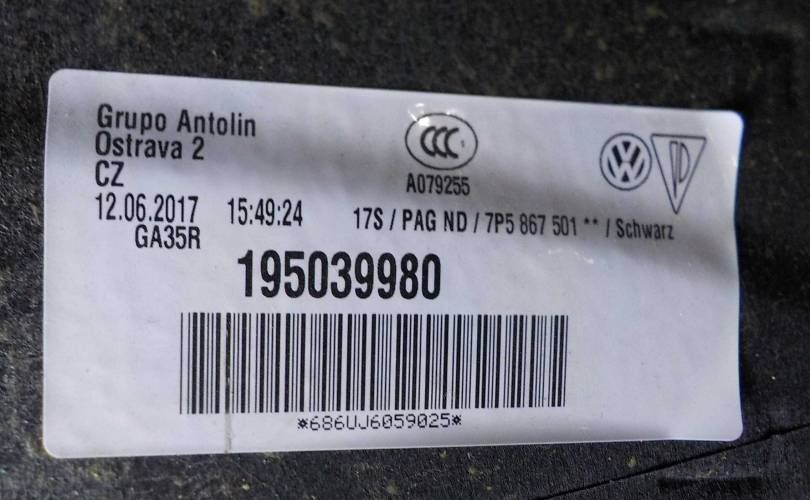 Grupo Antolin
Ostrava 2
CZ
CCC
A079255
12.06.2017 15:49:24 17S / PAG ND / 7P5 867 501 ** / Schwarz
GA35R
195039980
*686UJ6059025*